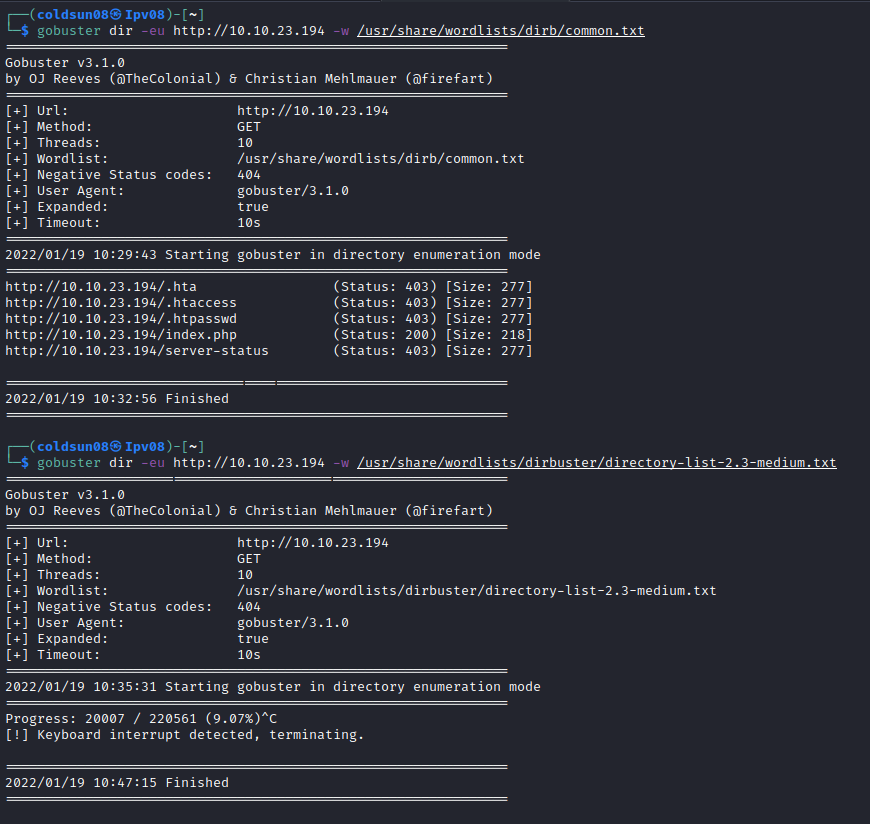 ┌──(coldsun08㉿Ipv08)-[~]
└─$ gobuster dir -eu http://10.10.23.194 -w /usr/share/wordlists/dirb/common.txt
===============================================================
Gobuster v3.1.0
by OJ Reeves (@TheColonial) & Christian Mehlmauer (@firefart)
===============================================================
[+] Url:                     http://10.10.23.194
[+] Method:                  GET
[+] Threads:                 10
[+] Wordlist:                /usr/share/wordlists/dirb/common.txt
[+] Negative Status codes:   404
[+] User Agent:              gobuster/3.1.0
[+] Expanded:                true
[+] Timeout:                 10s
===============================================================
2022/01/19 10:29:43 Starting gobuster in directory enumeration mode
===============================================================
http://10.10.23.194/.hta                 (Status: 403) [Size: 277]
http://10.10.23.194/.htaccess            (Status: 403) [Size: 277]
http://10.10.23.194/.htpasswd            (Status: 403) [Size: 277]
http://10.10.23.194/index.php            (Status: 200) [Size: 218]
http://10.10.23.194/server-status        (Status: 403) [Size: 277]
===============================================================
2022/01/19 10:32:56 Finished
===============================================================
┌──(coldsun08㉿Ipv08)-[~]
└─$ gobuster dir -eu http://10.10.23.194 -w /usr/share/wordlists/dirbuster/directory-list-2.3-medium.txt
===============================================================
Gobuster v3.1.0
by OJ Reeves (@TheColonial) & Christian Mehlmauer (@firefart)
===============================================================
[+] Url:                     http://10.10.23.194
[+] Method:                  GET
[+] Threads:                 10
[+] Wordlist:                /usr/share/wordlists/dirbuster/directory-list-2.3-medium.txt
[+] Negative Status codes:   404
[+] User Agent:              gobuster/3.1.0
[+] Expanded:                true
[+] Timeout:                 10s
===============================================================
2022/01/19 10:35:31 Starting gobuster in directory enumeration mode
===============================================================
Progress: 20007 / 220561 (9.07%)^C
[!] Keyboard interrupt detected, terminating.
===============================================================
2022/01/19 10:47:15 Finished
===============================================================